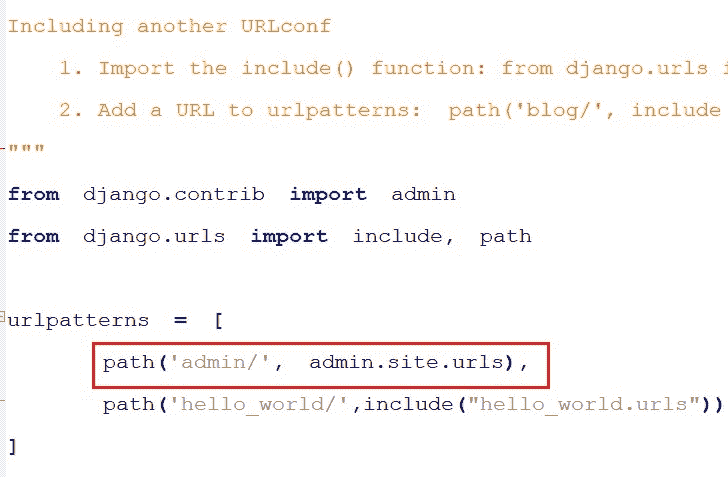 Including another URLconf
1. Import the include() function: from django.urls i
2. Add a URL to urlpatterns:  path('blog/', include
"""
from django.contrib import admin
from django.urls import include, path
urlpatterns = [
path('admin/', admin.site.urls),
path('hello_world/',include("hello_world.urls"))
]